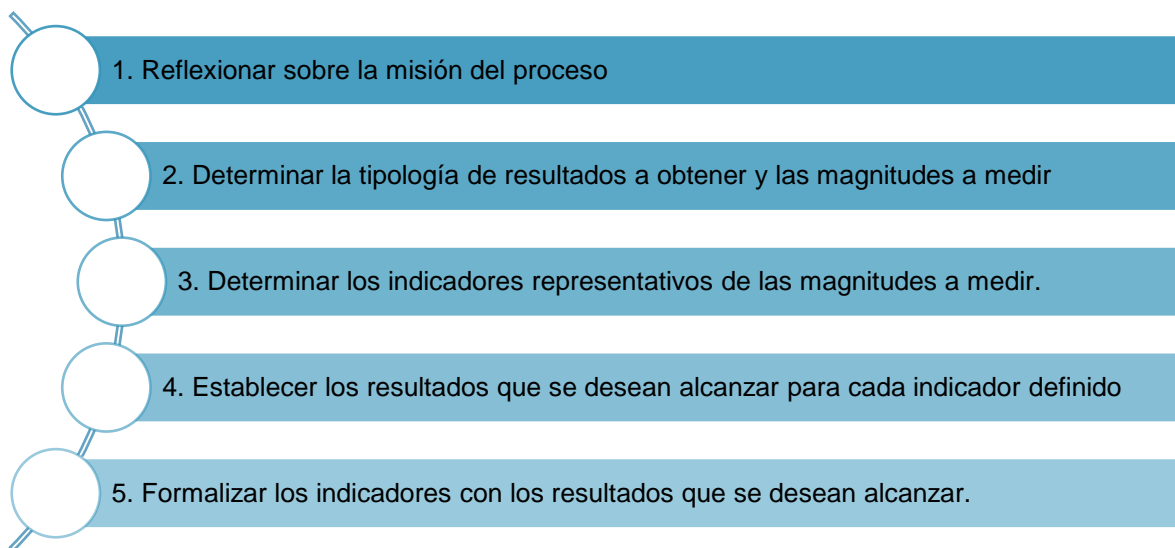 1. Reflexionar sobre la misión del proceso
2. Determinar la tipología de resultados a obtener y las magnitudes a medir
3. Determinar los indicadores representativos de las magnitudes a medir.
4. Establecer los resultados que se desean alcanzar para cada indicador definido
5. Formalizar los indicadores con los resultados que se desean alcanzar.